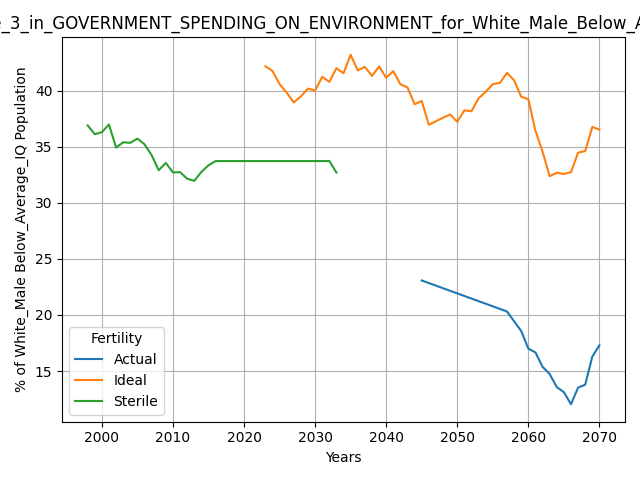 e_3_in_GOVERNMENT_SPENDING_ON_ENVIRONMENT_for_White_Male_Below_A
% of White_Male Below_Average_IQ Population
40
35
30
25
20
15
Fertility
Actual
Ideal
Sterile
2000 2010 2020 2030 2040 2050 2060 2070
Years